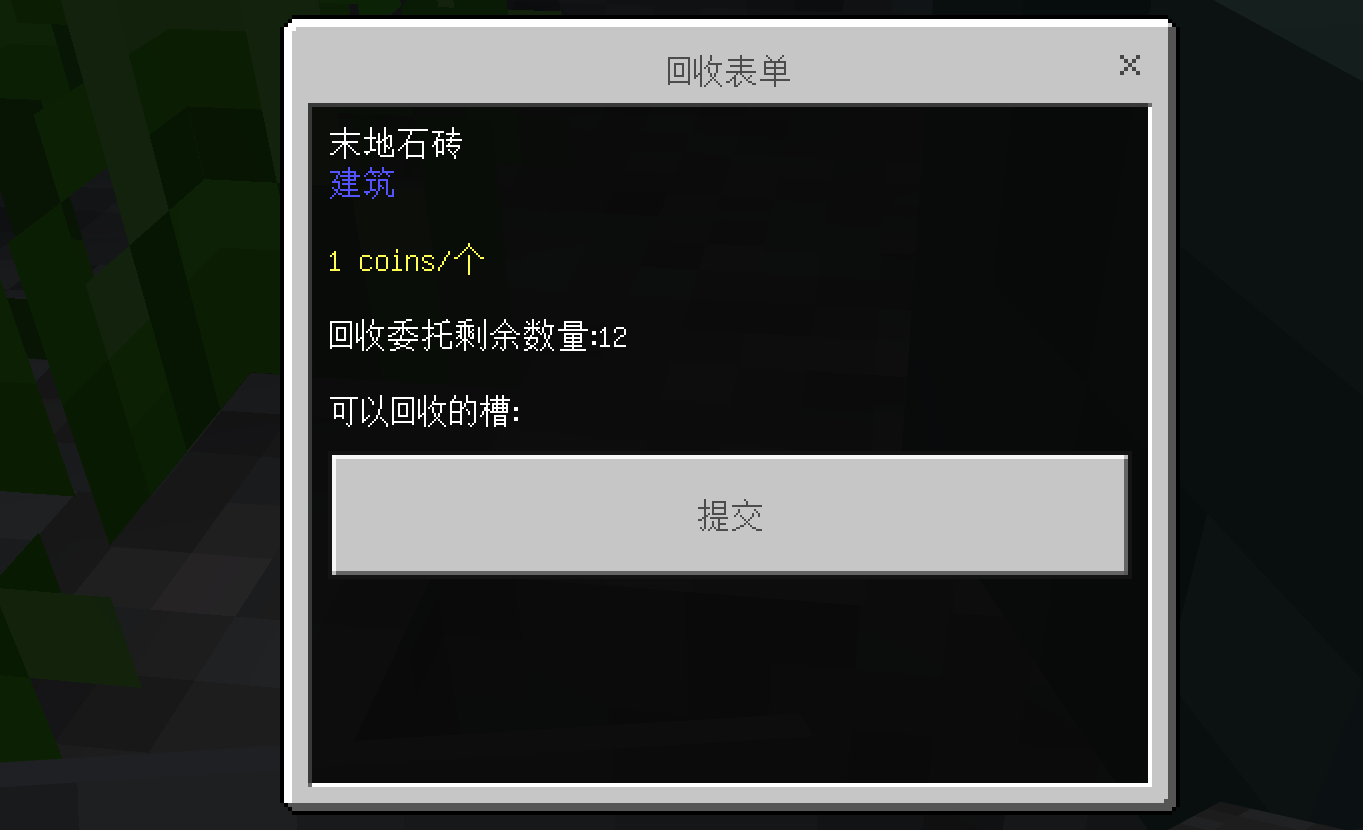 回收表单
末地石砖
建筑
1 coins/个
回收委托剩余数量:12
可以回收的槽:
提交